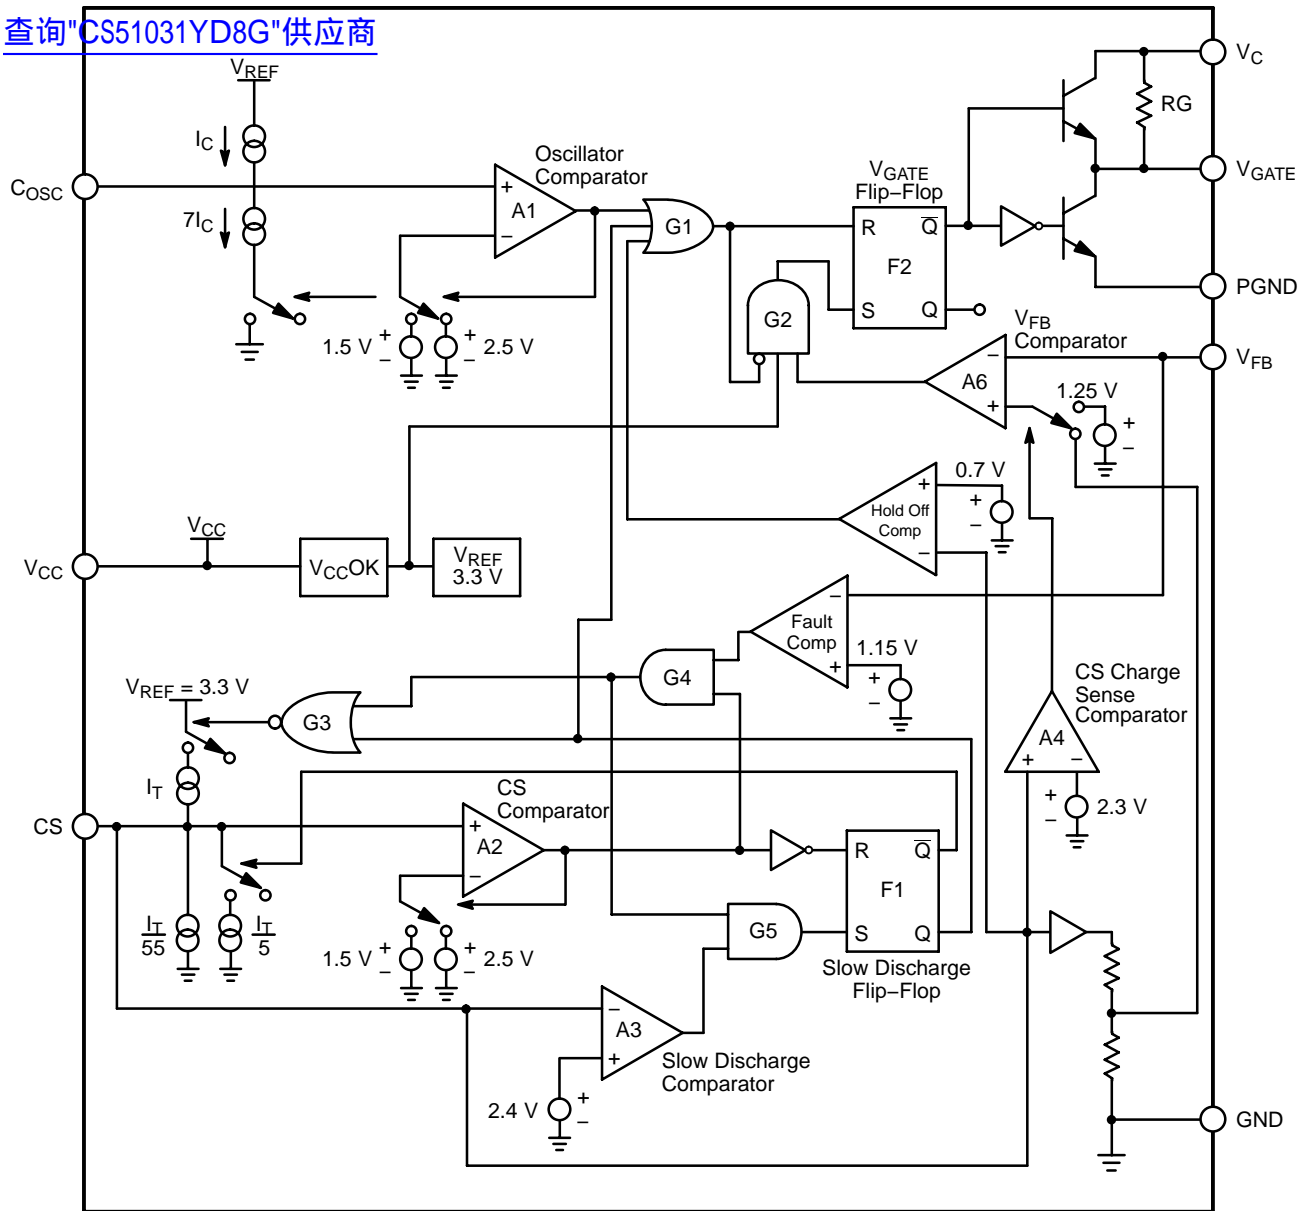 查询"CS51031YD8G"供应商
VREF
IC
7IC
COSC
+
A1
−
Oscillator
Comparator
1.5 V
+
−
+
−
2.5 V
G1
G2
VGATE
Flip−Flop
R
Q
F2
S
Q
RG
VC
VGATE
PGND
VFB
VFB
Comparator
−
A6
+
1.25 V
+
−
+
Hold Off
Comp
−
0.7 V
+
−
VCC
VCC
VCCOK
VREF
3.3 V
−
Fault
Comp
+
1.15 V
+
−
G4
G3
VREF = 3.3 V
IT
CS
IT
55
IT
5
CS
Comparator
+
A2
−
1.5 V
+
−
+
−
2.5 V
CS Charge
Sense
Comparator
A4
+
−
+
−
2.3 V
R
Q
F1
S
Q
Slow Discharge
Flip−Flop
G5
−
A3
+
Slow Discharge
Comparator
2.4 V
+
−
GND